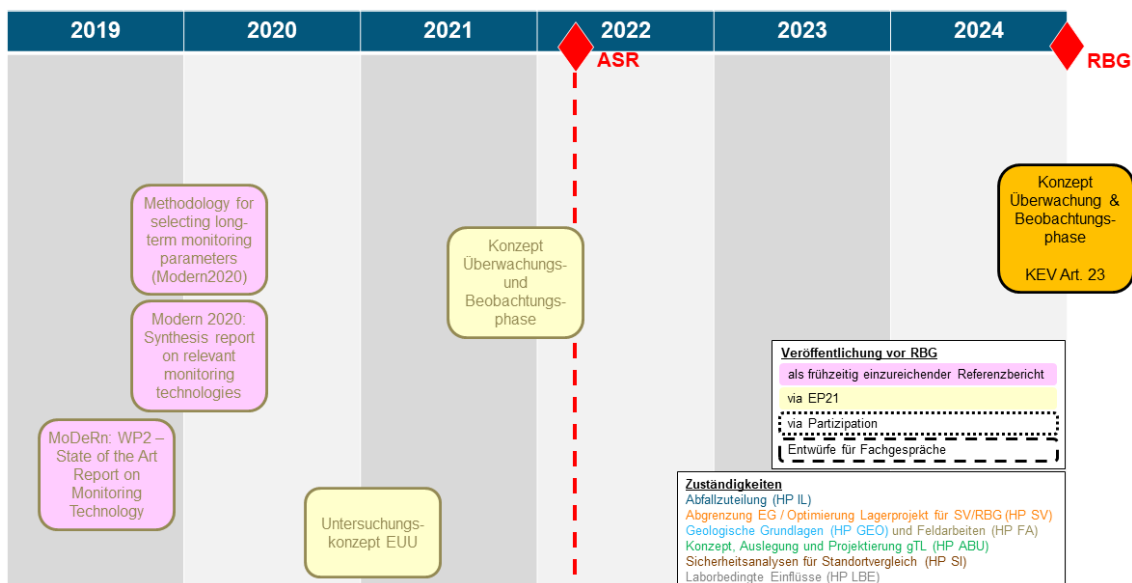 2019
2020
2021
2022
2023
2024
ASR
RBG
Methodology for
selecting long-
term monitoring
parameters
(Modern2020)
Modern 2020:
Synthesis report
on relevant
monitoring
technologies
MoDeRn: WP2 –
State of the Art
Report on
Monitoring
Technology
Untersuchungs-
konzept EUU
Konzept
Überwachungs-
und
Beobachtungs-
phase
Konzept
Überwachung &
Beobachtungs-
phase
KEV Art. 23
Veröffentlichung vor RBG
als frühzeitig einzureichender Referenzbericht
via EP21
via Partizipation
Entwürfe für Fachgespräche
Zuständigkeiten
Abfallzuteilung (HP IL)
Abgrenzung EG / Optimierung Lagerprojekt für SV/RBG (HP SV)
Geologische Grundlagen (HP GEO) und Feldarbeiten (HP FA)
Konzept, Auslegung und Projektierung gTL (HP ABU)
Sicherheitsanalysen für Standortvergleich (HP SI)
Laborbedingte Einflüsse (HP LBE)